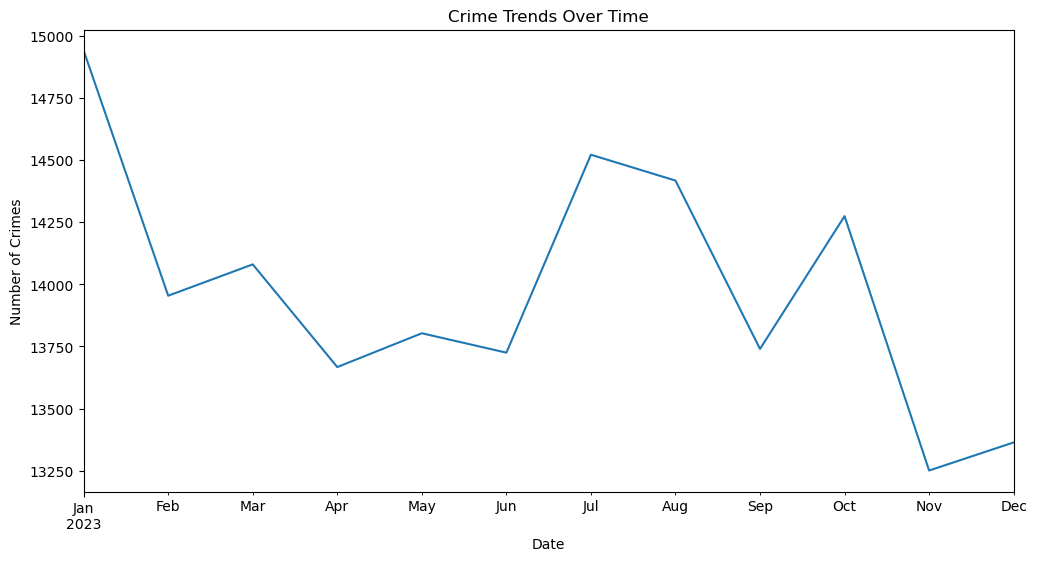 Crime Trends Over Time
Number of Crimes
15000
14750
14500
14250
14000
13750
13500
13250
Jan Feb Mar Apr May Jun Jul Aug Sep Oct Nov Dec
2023
Date